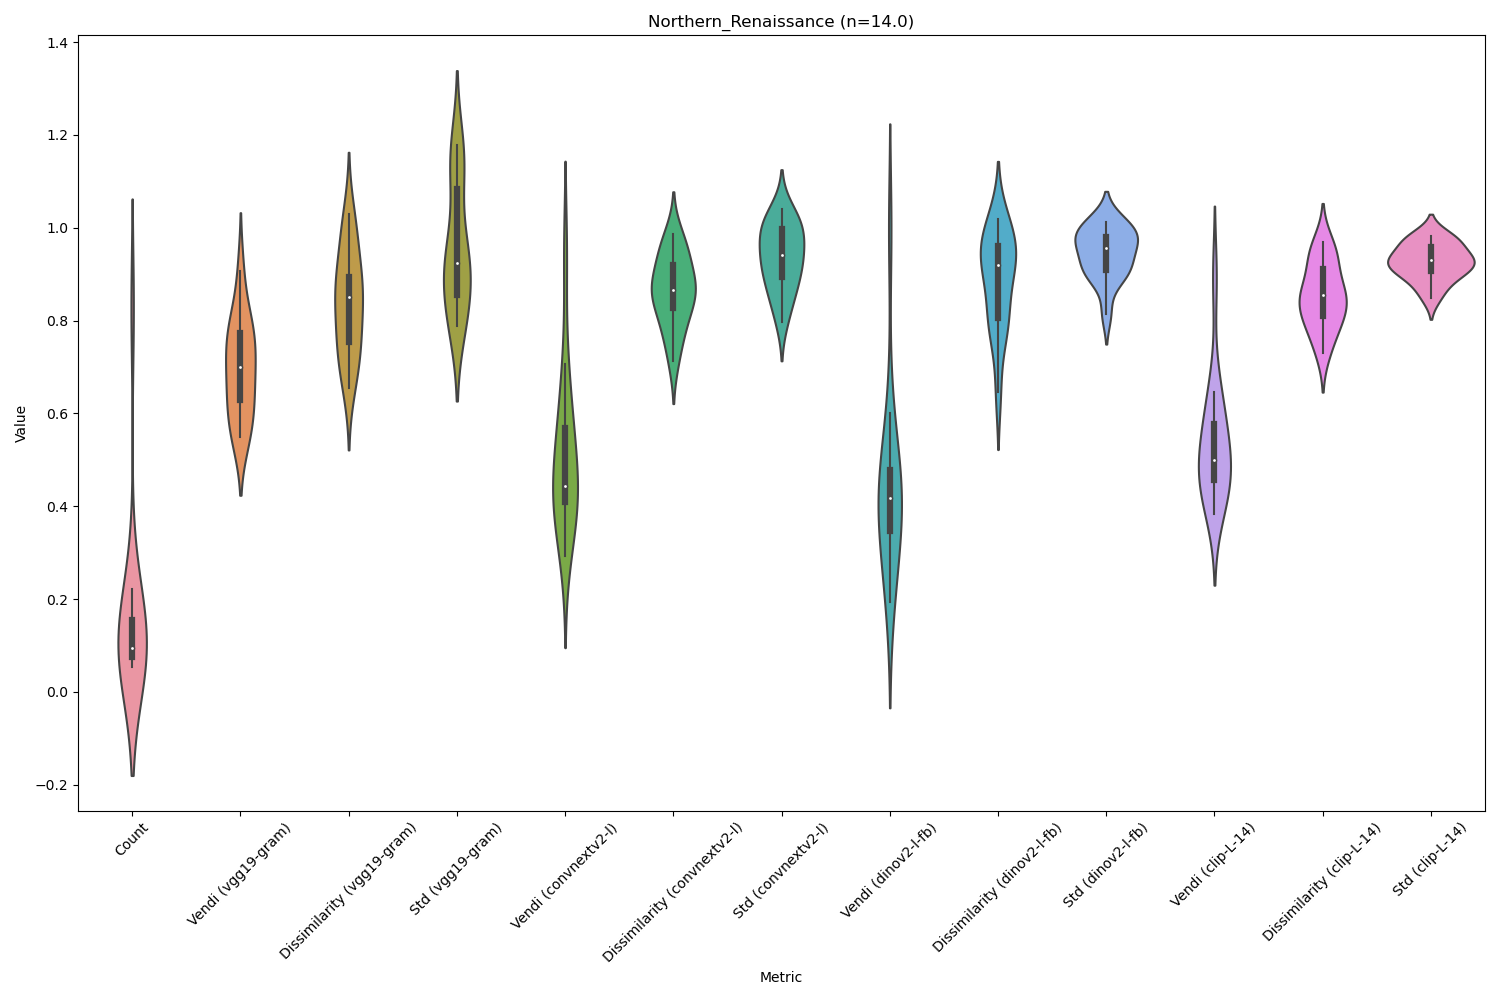 Northern_Renaissance (n=14.0)
1.4
1.2
1.0
0.8
0.6
0.4
0.2
0.0
−0.2
Value
Count
Vendi (vgg19-gram)
Dissimilarity (vgg19-gram)
Std (vgg19-gram)
Vendi (convnextv2-l)
Dissimilarity (convnextv2-l)
Std (convnextv2-l)
Vendi (dinov2-l-fb)
Dissimilarity (dinov2-l-fb)
Std (dinov2-l-fb)
Vendi (clip-L-14)
Dissimilarity (clip-L-14)
Std (clip-L-14)
Metric